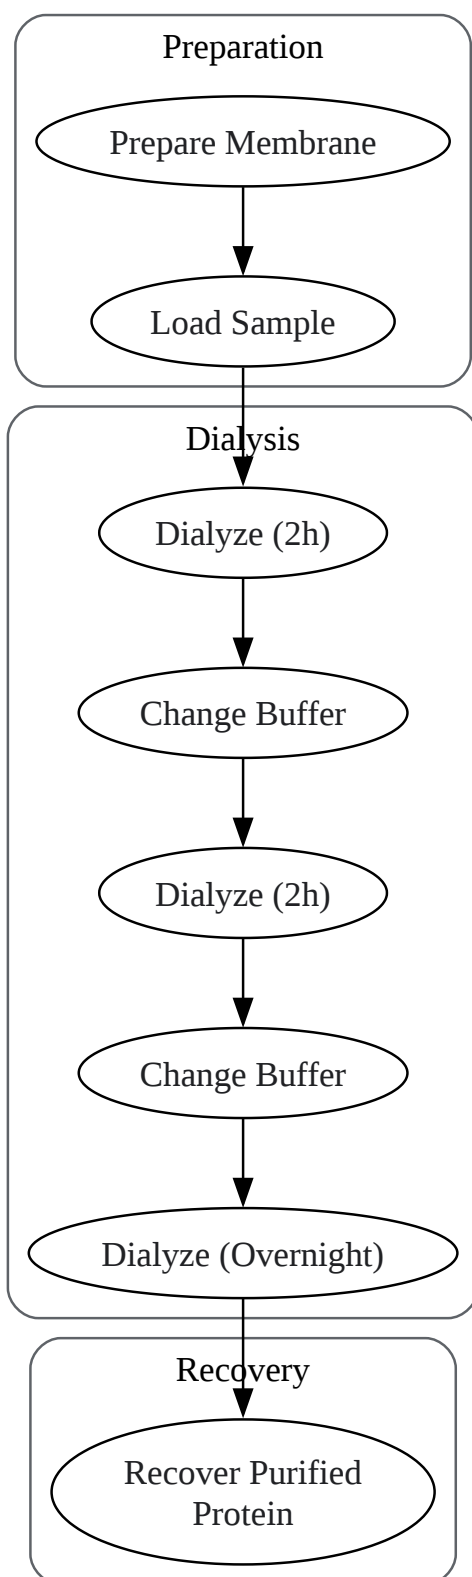 Preparation
Prepare Membrane
Load Sample
Dialysis
Dialyze (2h)
Change Buffer
Dialyze (2h)
Change Buffer
Dialyze (Overnight)
Recovery
Recover Purified
Protein